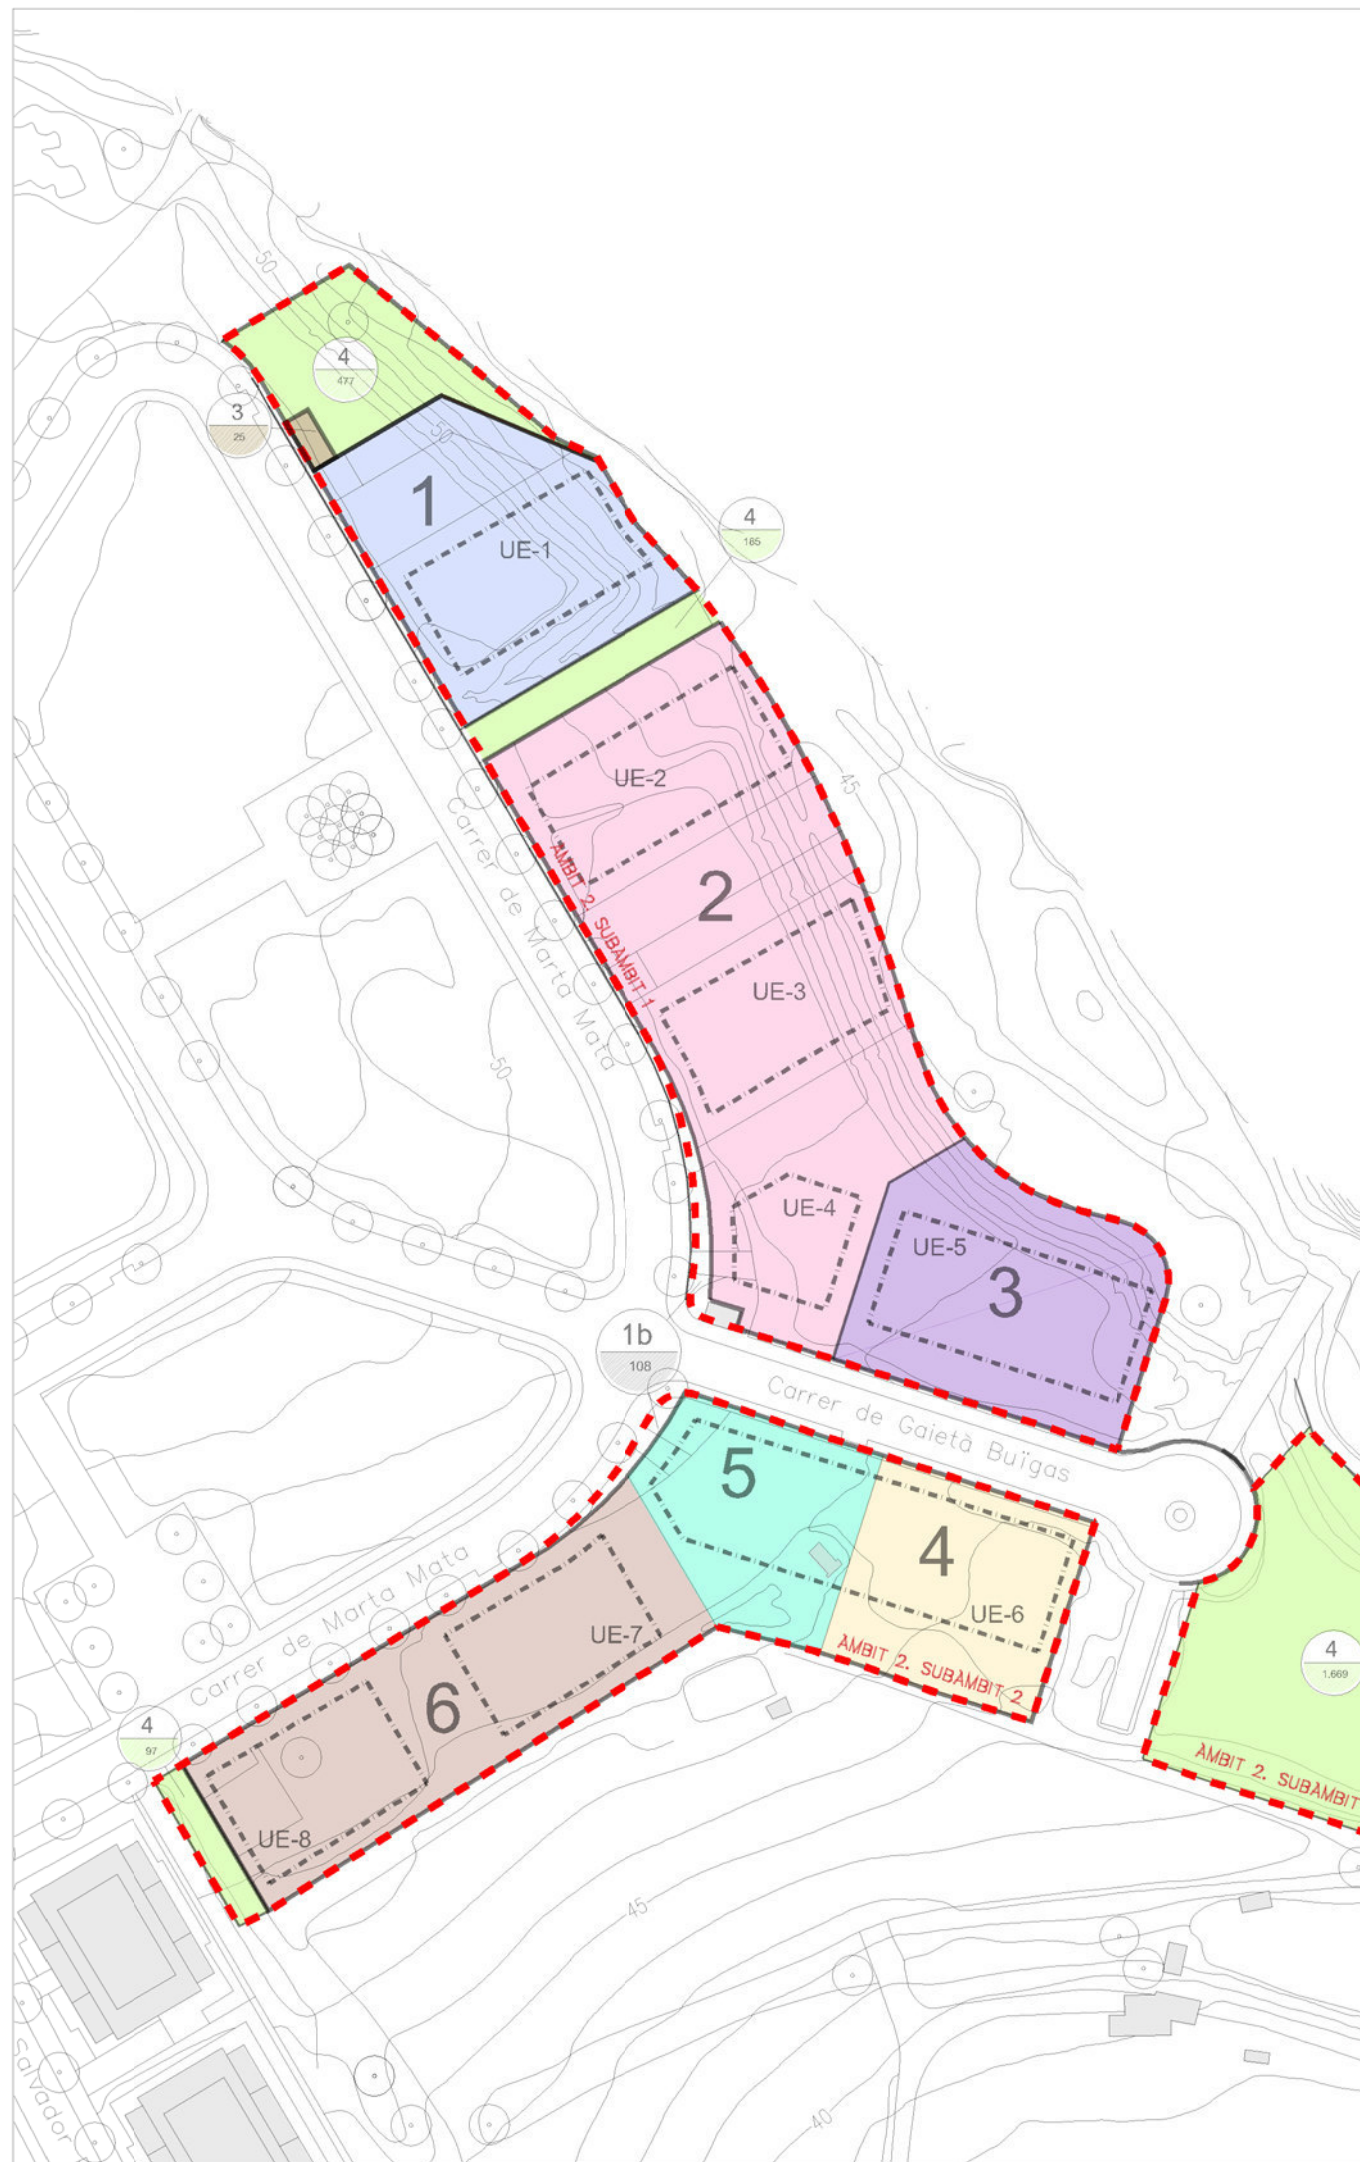 50
4
477
3
25
50
1
UE-1
4
185
UE-2
45
Carrer de Marta Mata
ÀMBIT 2. SUBÀMBIT 1
2
UE-3
50
UE-4
UE-5
3
1b
108
Carrer de Gaietà Buïgas
5
4
UE-6
Carrer de Marta Mata
UE-7
ÀMBIT 2. SUBÀMBIT 2
4
1,669
6
4
97
ÀMBIT 2. SUBÀMBIT
UE-8
45
Salvador
40